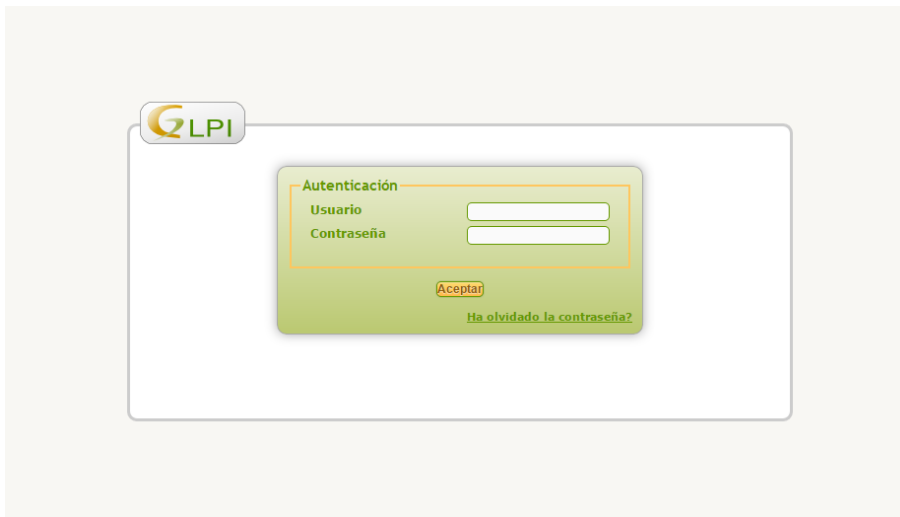 GLPI
Autenticación
Usuario
Contraseña
Aceptar
Ha olvidado la contraseña?